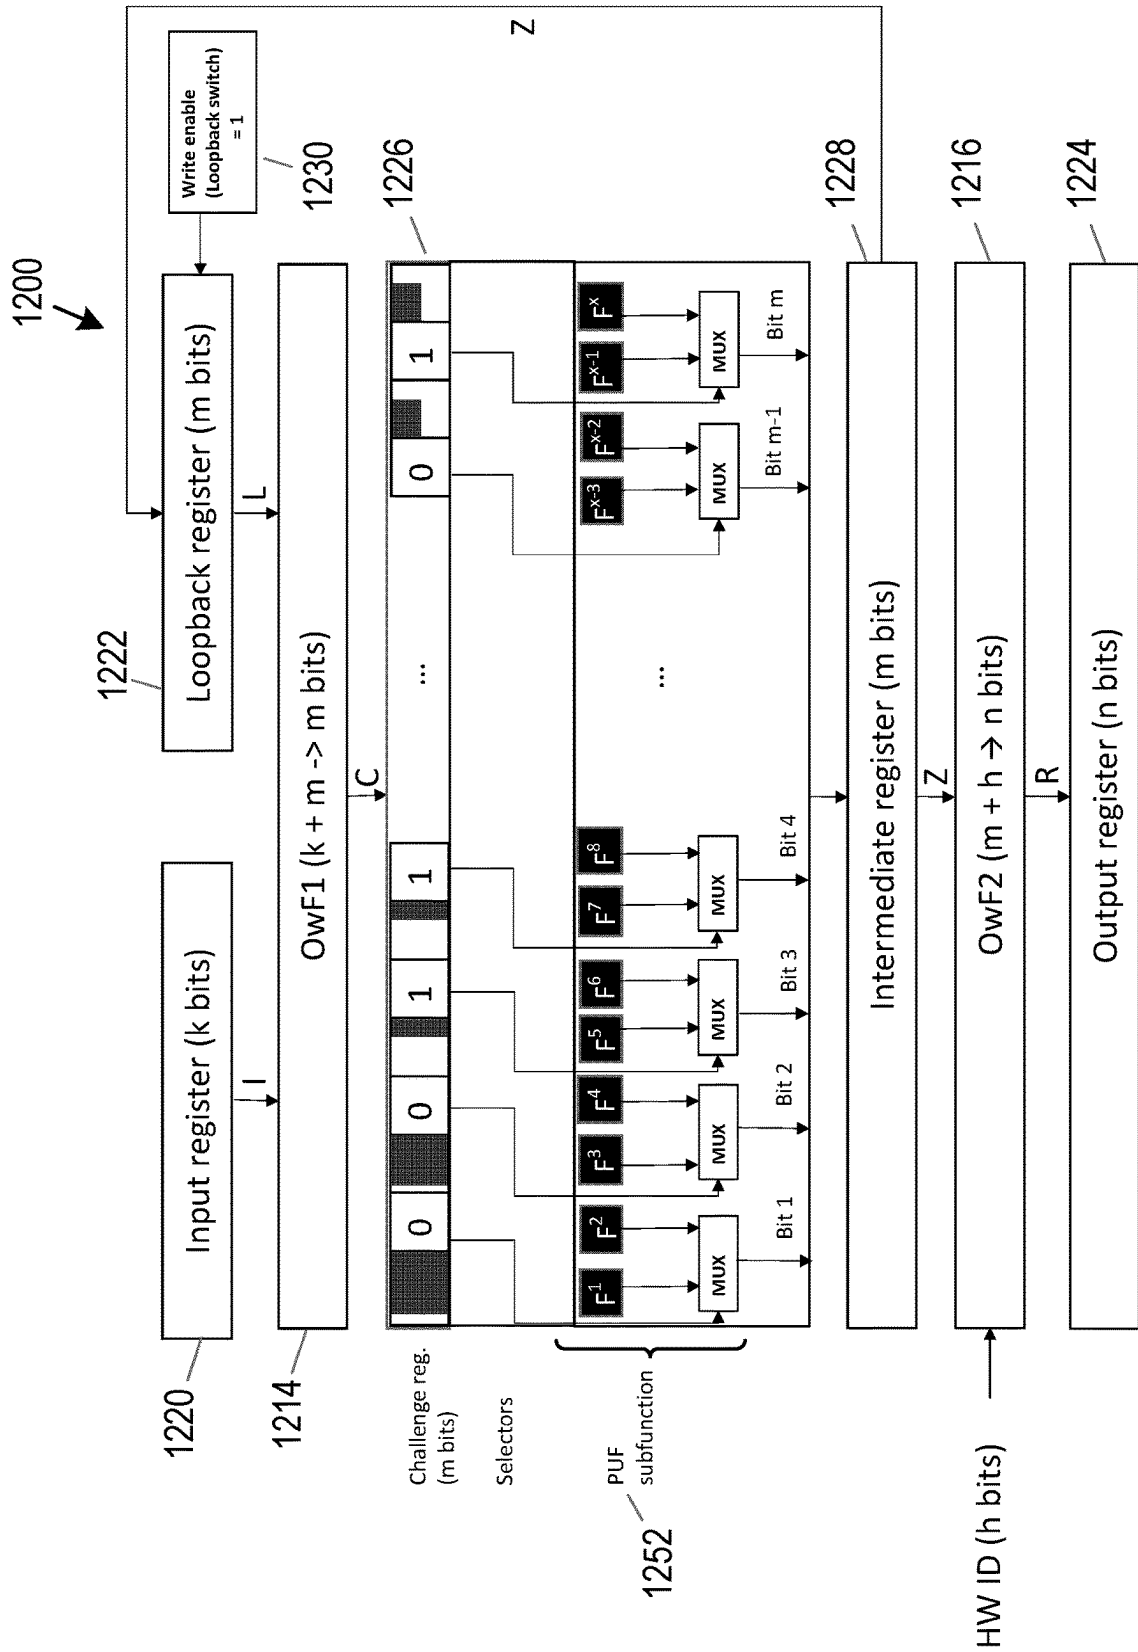 1200
Write enable
(Loopback switch)
= 1
1230
Z
1220
Input register (k bits)
1222
Loopback register (m bits)
I
L
1214
OwF1 (k + m -> m bits)
C
1226
Challenge reg.
(m bits)
0
0
1
1
...
0
1
Selectors
PUF
subfunction
1252
F1
F2
F3
F4
F5
F6
F7
F8
...
Fx-3
Fx-2
Fx-1
Fx
MUX
MUX
MUX
MUX
MUX
MUX
Bit 1
Bit 2
Bit 3
Bit 4
Bit m-1
Bit m
1228
Intermediate register (m bits)
Z
1216
HW ID (h bits)
OwF2 (m + h → n bits)
R
1224
Output register (n bits)